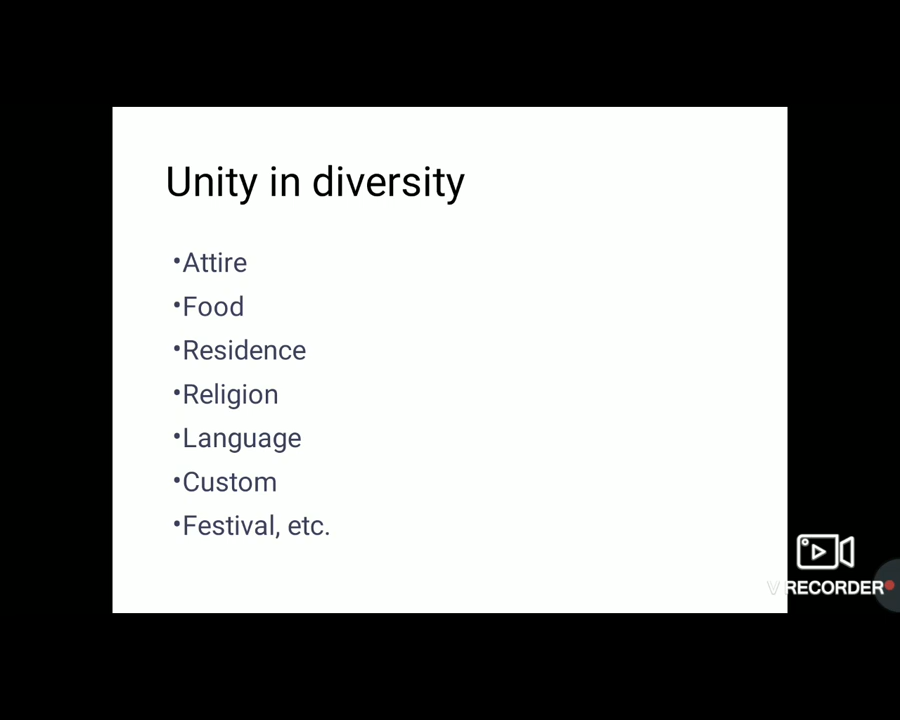 Unity in diversity
•Attire
•Food
•Residence
•Religion
•Language
•Custom
•Festival, etc.
V RECORDER